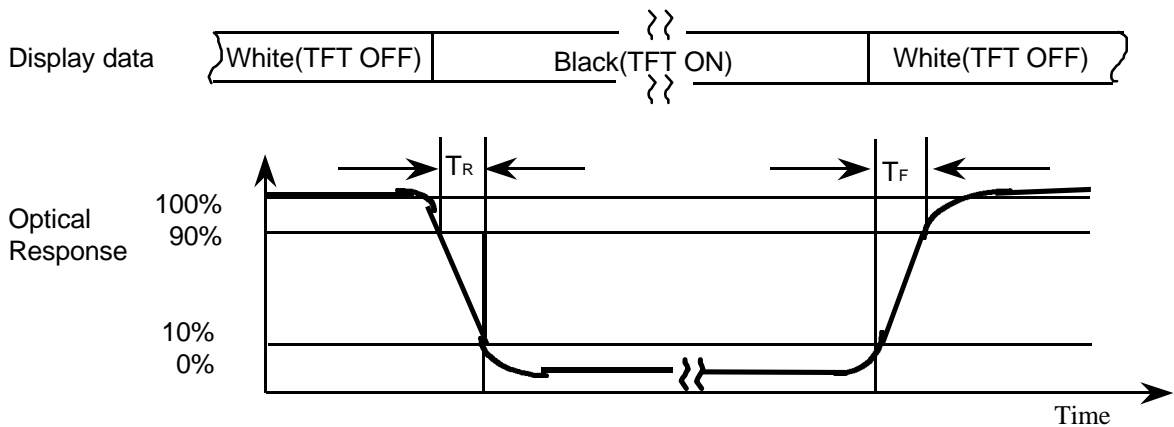 Display data White(TFT OFF) Black(TFT ON) White(TFT OFF)
TR TF
100%
Optical
90%
Response
10%
0%
Time